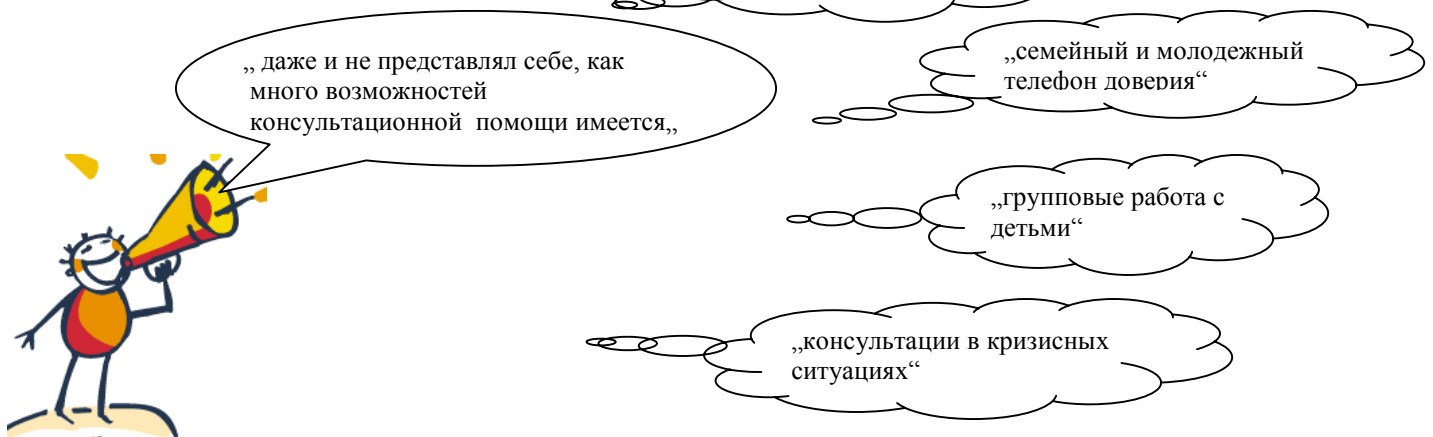 „ даже и не представлял себе, как
много возможностей
консультационной помощи имеется„
„семейный и молодежный
телефон доверия“
„групповые работа с
детьми“
„консультации в кризисных
ситуациях“